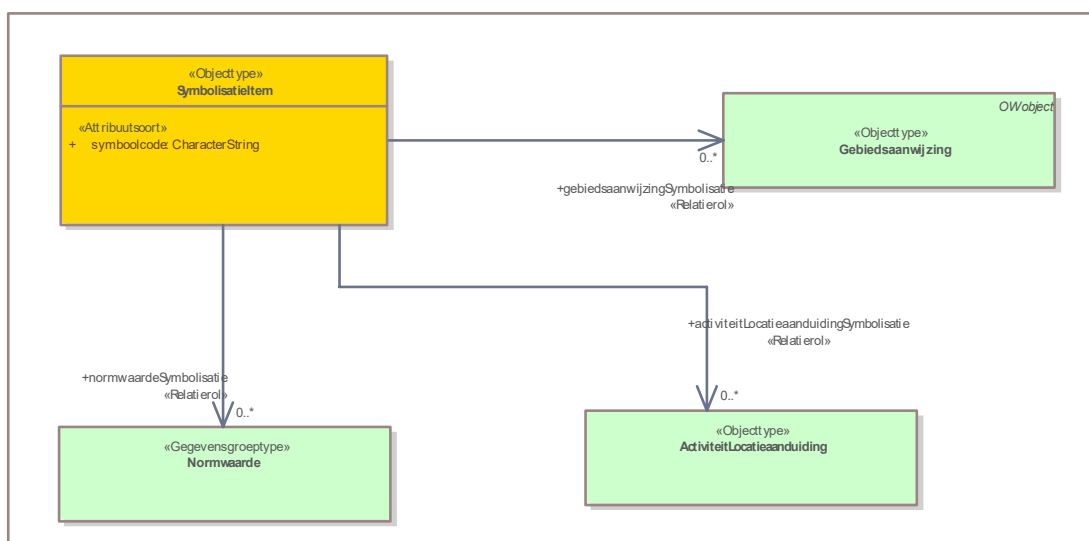 «Objecttype»
SymbolisatieItem
«Attribuutsoort»
+ symboolcode: CharacterString
OWobject
«Objecttype»
Gebiedsaanwijzing
0..*
+gebiedsaanwijzingSymbolisatie
«Relatierol»
+activiteitLocatieaanduidingSymbolisatie
«Relatierol»
+normwaardeSymbolisatie
«Relatierol»
0..*
0..*
«Gegevensgroeptype»
Normwaarde
«Objecttype»
ActiviteitLocatieaanduiding